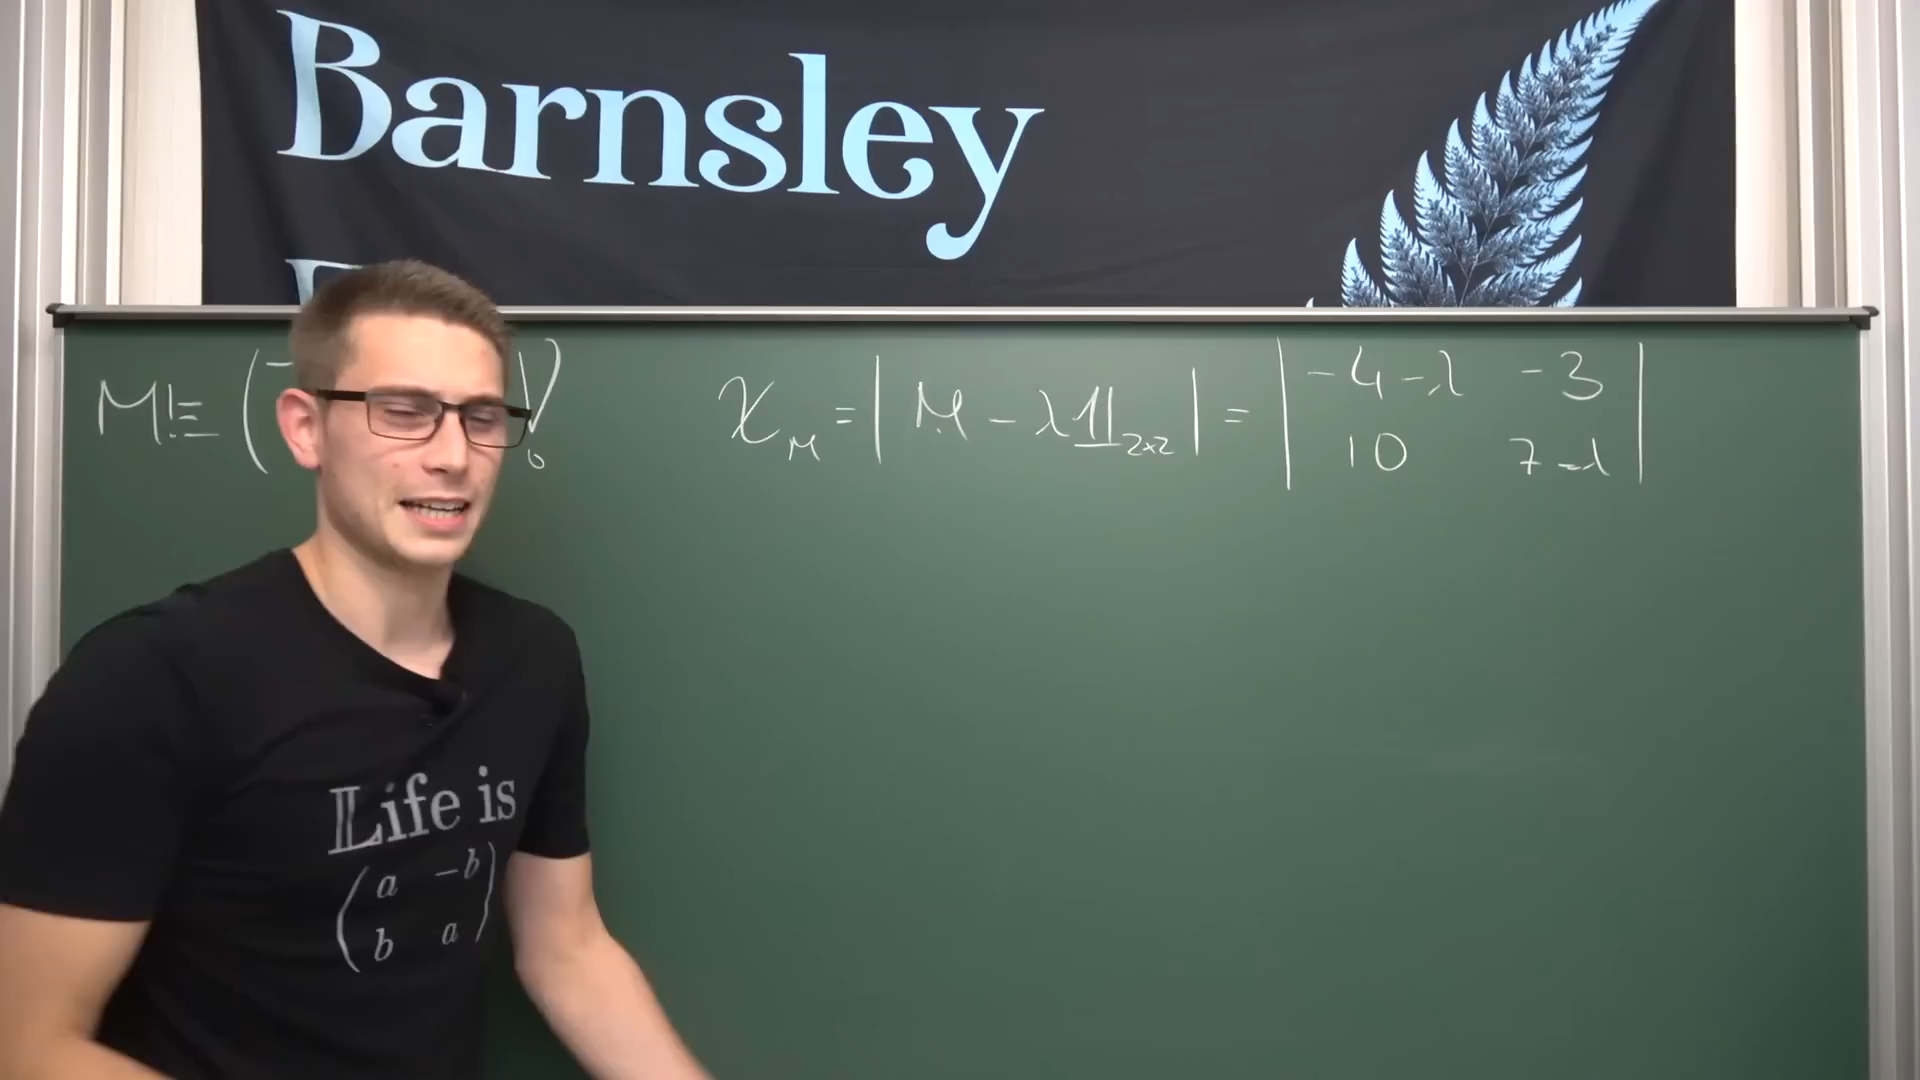 Barnsley
M
χ_M = | M - λ𝟙_2x2 | = | -4-λ -3 |
| 10 7-λ |
Life is
( a -b )
( b a )